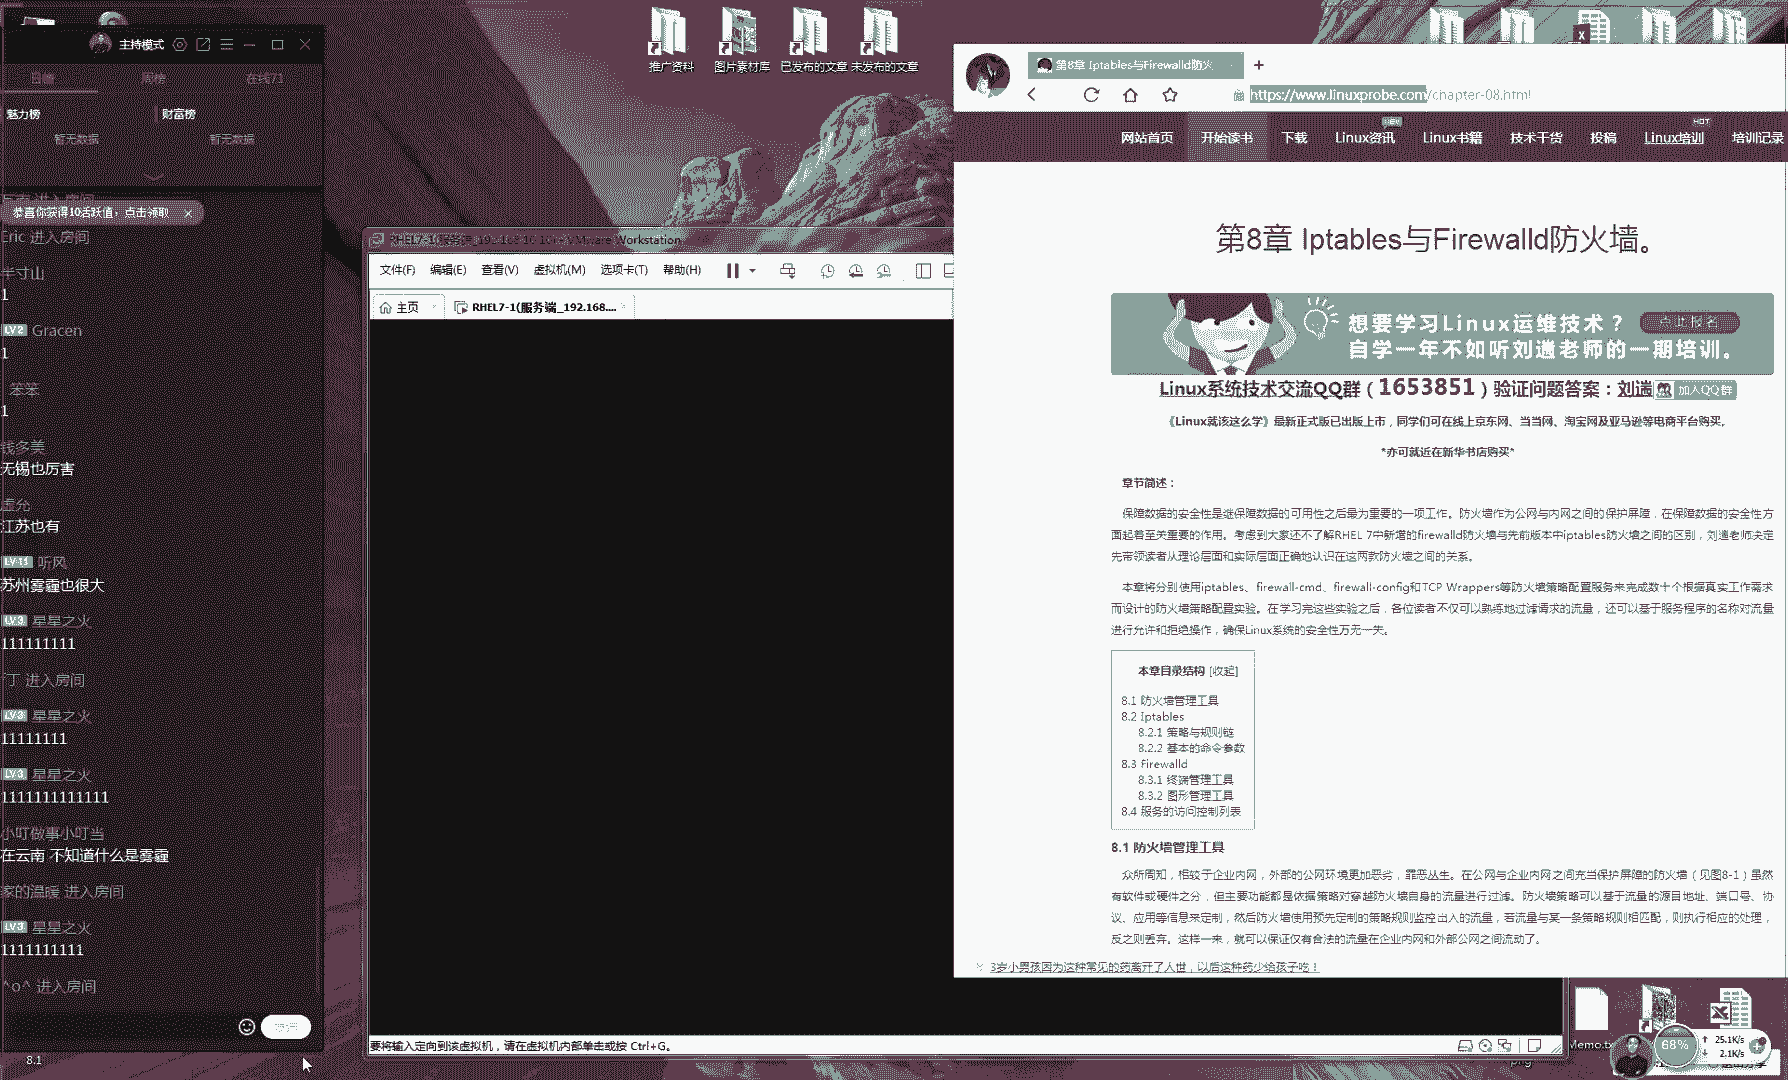 推广资料
图片素材库
已发布的文章
未发布的文章
主持模式
周榜
在线71
魅力榜
财富榜
暂无数据
暂无数据
恭喜你获得10活跃值，点击领取
Eric 进入房间
半寸山
1
LV2 Gracen
1
笨笨
1
钱多美
无锡也厉害
虚允
江苏也有
LV11 听风
苏州雾霾也很大
LV3 星星之火
111111111
丁 进入房间
LV3 星星之火
11111111
LV3 星星之火
1111111111111
小叮做事小叮当
在云南 不知道什么是雾霾
家的温暖 进入房间
LV3 星星之火
1111111111
^o^ 进入房间
8.1
VMware Workstation
文件(F)
编辑(E)
查看(V)
虚拟机(M)
选项卡(T)
帮助(H)
主页
RHEL7-1(服务端_192.168....
要将输入定向到该虚拟机，请在虚拟机内部单击或按 Ctrl+G。
第8章 Iptables与Firewalld防火
https://www.linuxprobe.com/chapter-08.html
网站首页
开始读书
下载
Linux资讯
NEW
Linux书籍
技术干货
投稿
Linux培训
HOT
培训记录
第8章 Iptables与Firewalld防火墙。
想要学习Linux运维技术？
点此报名
自学一年不如听刘遄老师的一期培训。
Linux系统技术交流QQ群（1653851）验证问题答案：刘遄 加入QQ群
《Linux就该这么学》最新正式版已出版上市，同学们可在线上京东网、当当网、淘宝网及亚马逊等电商平台购买。
*亦可就近在新华书店购买*
章节简述：
保障数据的安全性是继保障数据的可用性之后最为重要的一项工作。防火墙作为公网与内网之间的保护屏障，在保障数据的安全性方
面起着至关重要的作用。考虑到大家还不了解RHEL 7中新增的firewalld防火墙与先前版本中iptables防火墙之间的区别，刘遄老师决定
先带领读者从理论层面和实际层面正确地认识在这两款防火墙之间的关系。
本章将分别使用iptables、firewall-cmd、firewall-config和TCP Wrappers等防火墙策略配置服务来完成数十个根据真实工作需求
而设计的防火墙策略配置实验。在学习完这些实验之后，各位读者不仅可以熟练地过滤请求的流量，还可以基于服务程序的名称对流量
进行允许和拒绝操作，确保Linux系统的安全性万无一失。
本章目录结构 [收起]
8.1 防火墙管理工具
8.2 Iptables
8.2.1 策略与规则链
8.2.2 基本的命令参数
8.3 Firewalld
8.3.1 终端管理工具
8.3.2 图形管理工具
8.4 服务的访问控制列表
8.1 防火墙管理工具
众所周知，相较于企业内网，外部的公网环境更加恶劣，罪恶丛生。在公网与企业内网之间充当保护屏障的防火墙（见图8-1）虽然
有软件或硬件之分，但主要功能都是依据策略对穿越防火墙自身的流量进行过滤。防火墙策略可以基于流量的源目地址、端口号、协
议、应用等信息来定制，然后防火墙使用预先定制的策略规则监控出入的流量，若流量与某一条策略规则相匹配，则执行相应的处理，
反之则丢弃。这样一来，就可以保证仅有合法的流量在企业内网和外部公网之间流动了。
3岁小男孩因为这种常见的药离开了人世，以后这种药少给孩子吃！
Memo.tx
68%
25.1K/s
2.1K/s